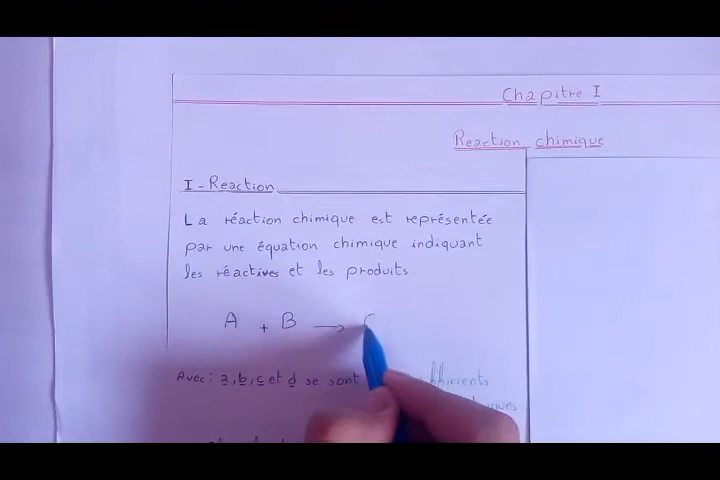 Chapitre I
Reaction chimique
I - Reaction
La réaction chimique est représentée
par une équation chimique indiquant
les réactives et les produits.
A + B → C
Avec : a, b, c et d se sont